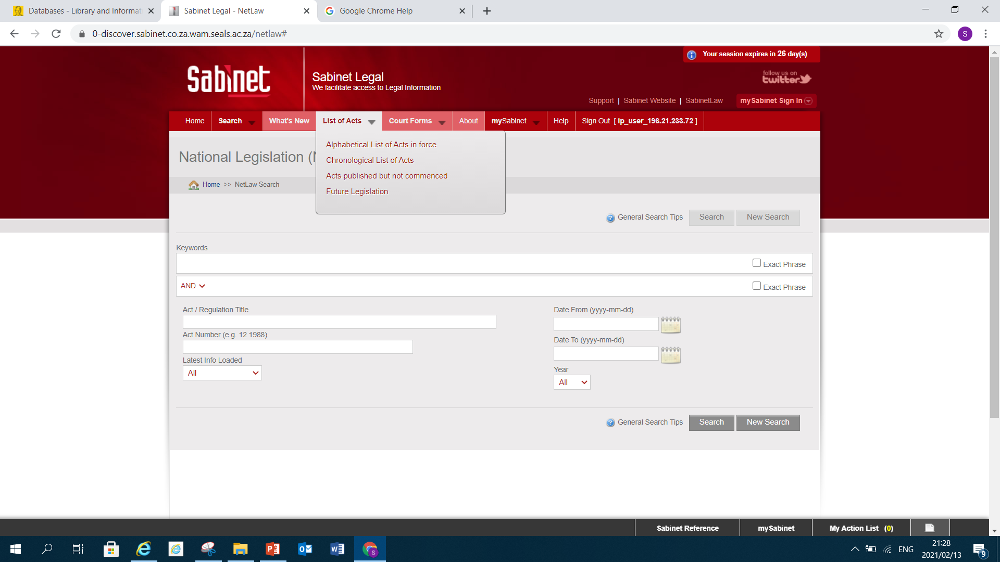 Databases - Library and Informat
Sabinet Legal - NetLaw
Google Chrome Help
0-discover.sabinet.co.za.wam.seals.ac.za/netlaw#
S
Your session expires in 26 day(s)
Sabinet
Sabinet Legal
We facilitate access to Legal Information
follow us on
twitter
Support | Sabinet Website | SabinetLaw
mySabinet Sign In
Home Search What's New List of Acts Court Forms About mySabinet Help Sign Out [ ip_user_196.21.233.72 ]
Alphabetical List of Acts in force
Chronological List of Acts
Acts published but not commenced
Future Legislation
National Legislation (
Home >> NetLaw Search
General Search Tips Search New Search
Keywords
Exact Phrase
AND
Exact Phrase
Act / Regulation Title
Date From (yyyy-mm-dd)
Act Number (e.g. 12 1988)
Date To (yyyy-mm-dd)
Latest Info Loaded
All
Year
All
General Search Tips Search New Search
Sabinet Reference mySabinet My Action List (0)
ENG
21:28
2021/02/13
9